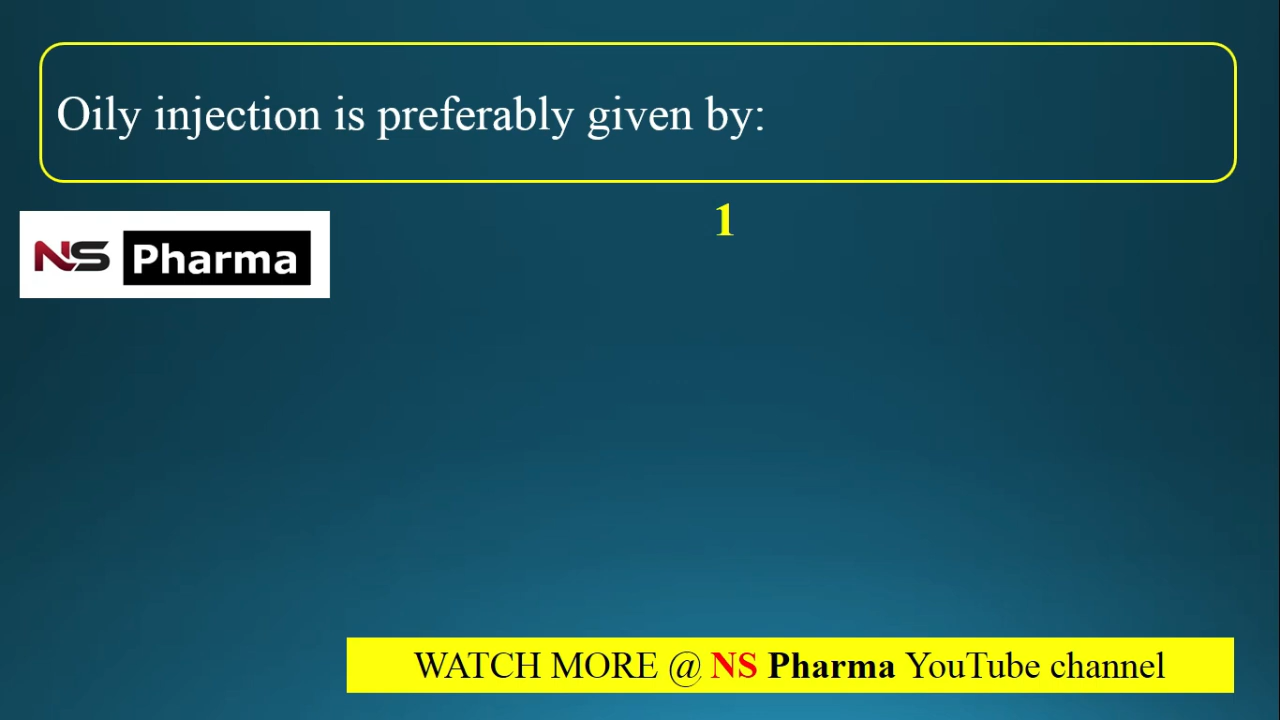 Oily injection is preferably given by:
1
NS Pharma
WATCH MORE @ NS Pharma YouTube channel